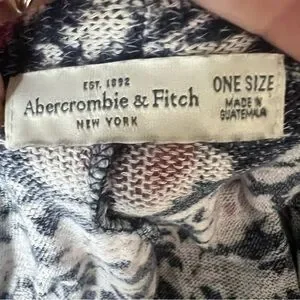 EST. 1892
Abercrombie & Fitch
NEW YORK
ONE SIZE
MADE IN
GUATEMALA